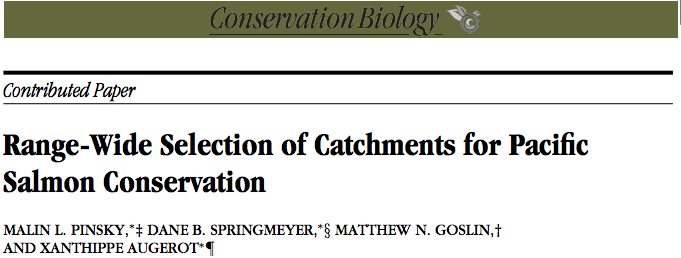 Conservation Biology
Contributed Paper
Range-Wide Selection of Catchments for Pacific
Salmon Conservation
MALIN L. PINSKY,*‡ DANE B. SPRINGMEYER,*§ MATTHEW N. GOSLIN,†
AND XANTHIPPE AUGEROT*¶